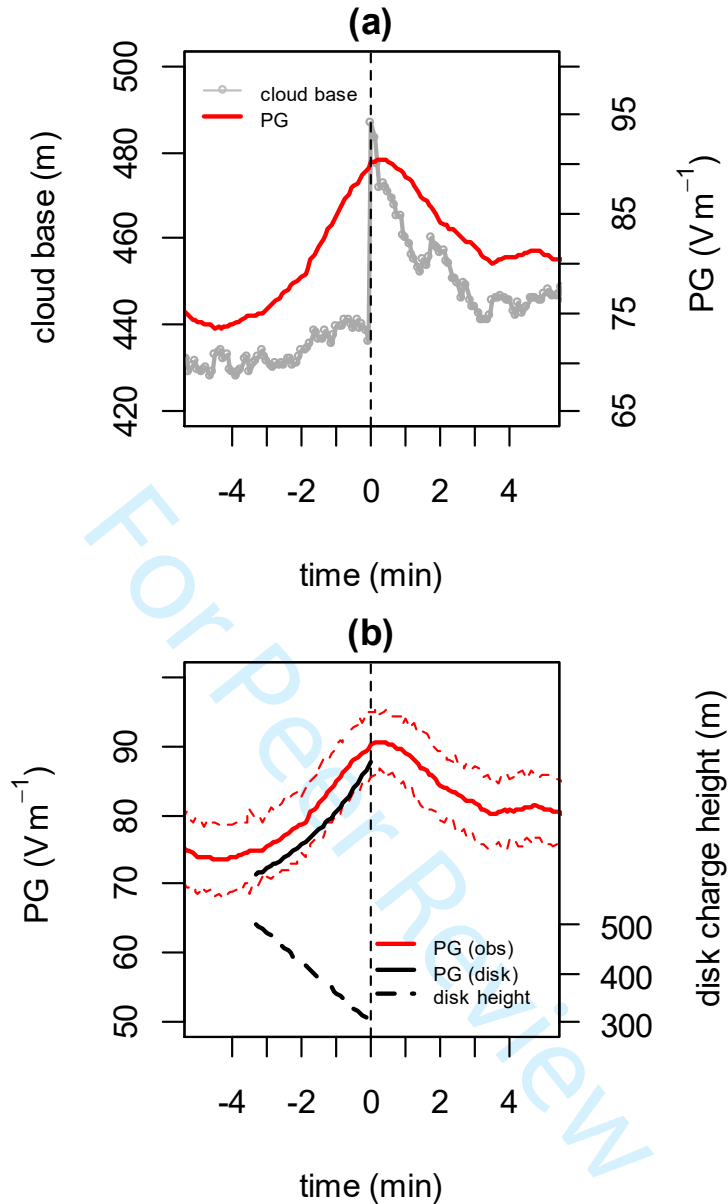 (a)
cloud base
PG
500
480
460
440
420
cloud base (m)
95
85
75
65
PG (V m⁻¹)
-4 -2 0 2 4
time (min)
(b)
90
80
70
60
50
PG (V m⁻¹)
500
400
300
disk charge height (m)
PG (obs)
PG (disk)
disk height
-4 -2 0 2 4
time (min)
For Peer Review